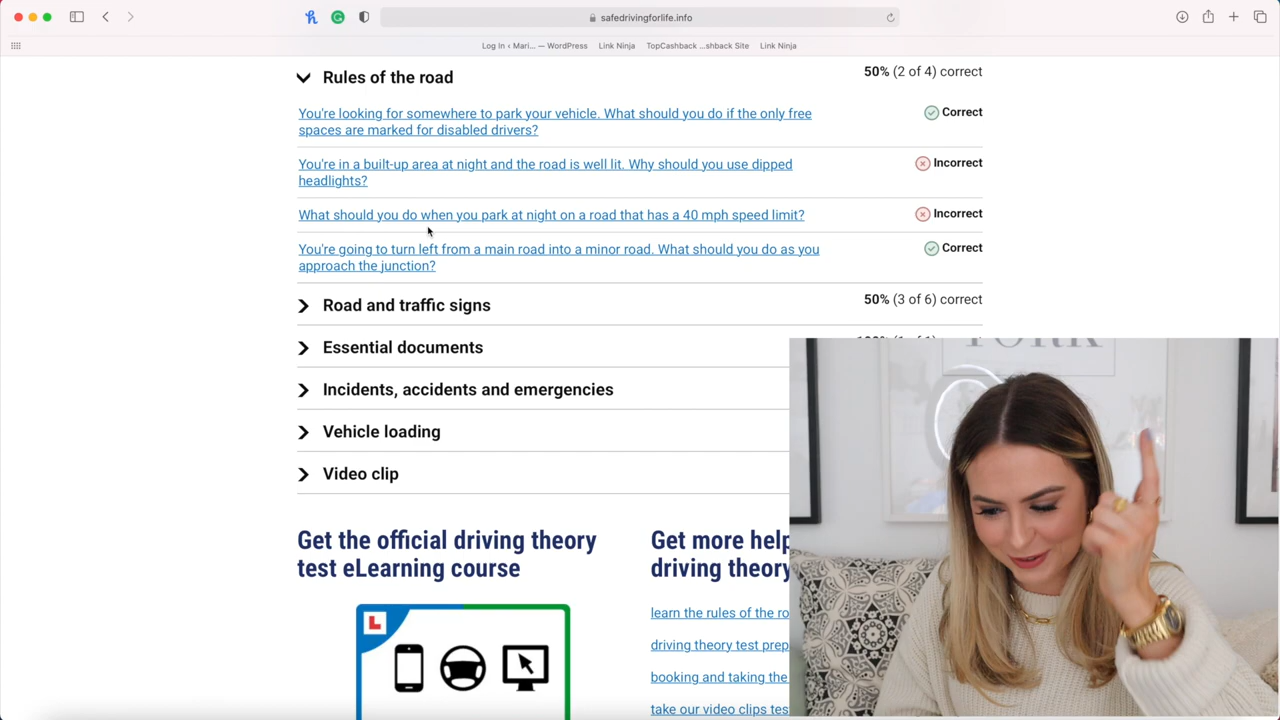 safedrivingforlife.info
Log In ‹ Mari... — WordPress Link Ninja TopCashback ...shback Site Link Ninja
Rules of the road 50% (2 of 4) correct
You're looking for somewhere to park your vehicle. What should you do if the only free Correct
spaces are marked for disabled drivers?
You're in a built-up area at night and the road is well lit. Why should you use dipped Incorrect
headlights?
What should you do when you park at night on a road that has a 40 mph speed limit? Incorrect
You're going to turn left from a main road into a minor road. What should you do as you Correct
approach the junction?
Road and traffic signs 50% (3 of 6) correct
Essential documents
Incidents, accidents and emergencies
Vehicle loading
Video clip
Get the official driving theory
test eLearning course
Get more help
driving theory
learn the rules of the ro
driving theory test prep
booking and taking the
take our video clips tes
L